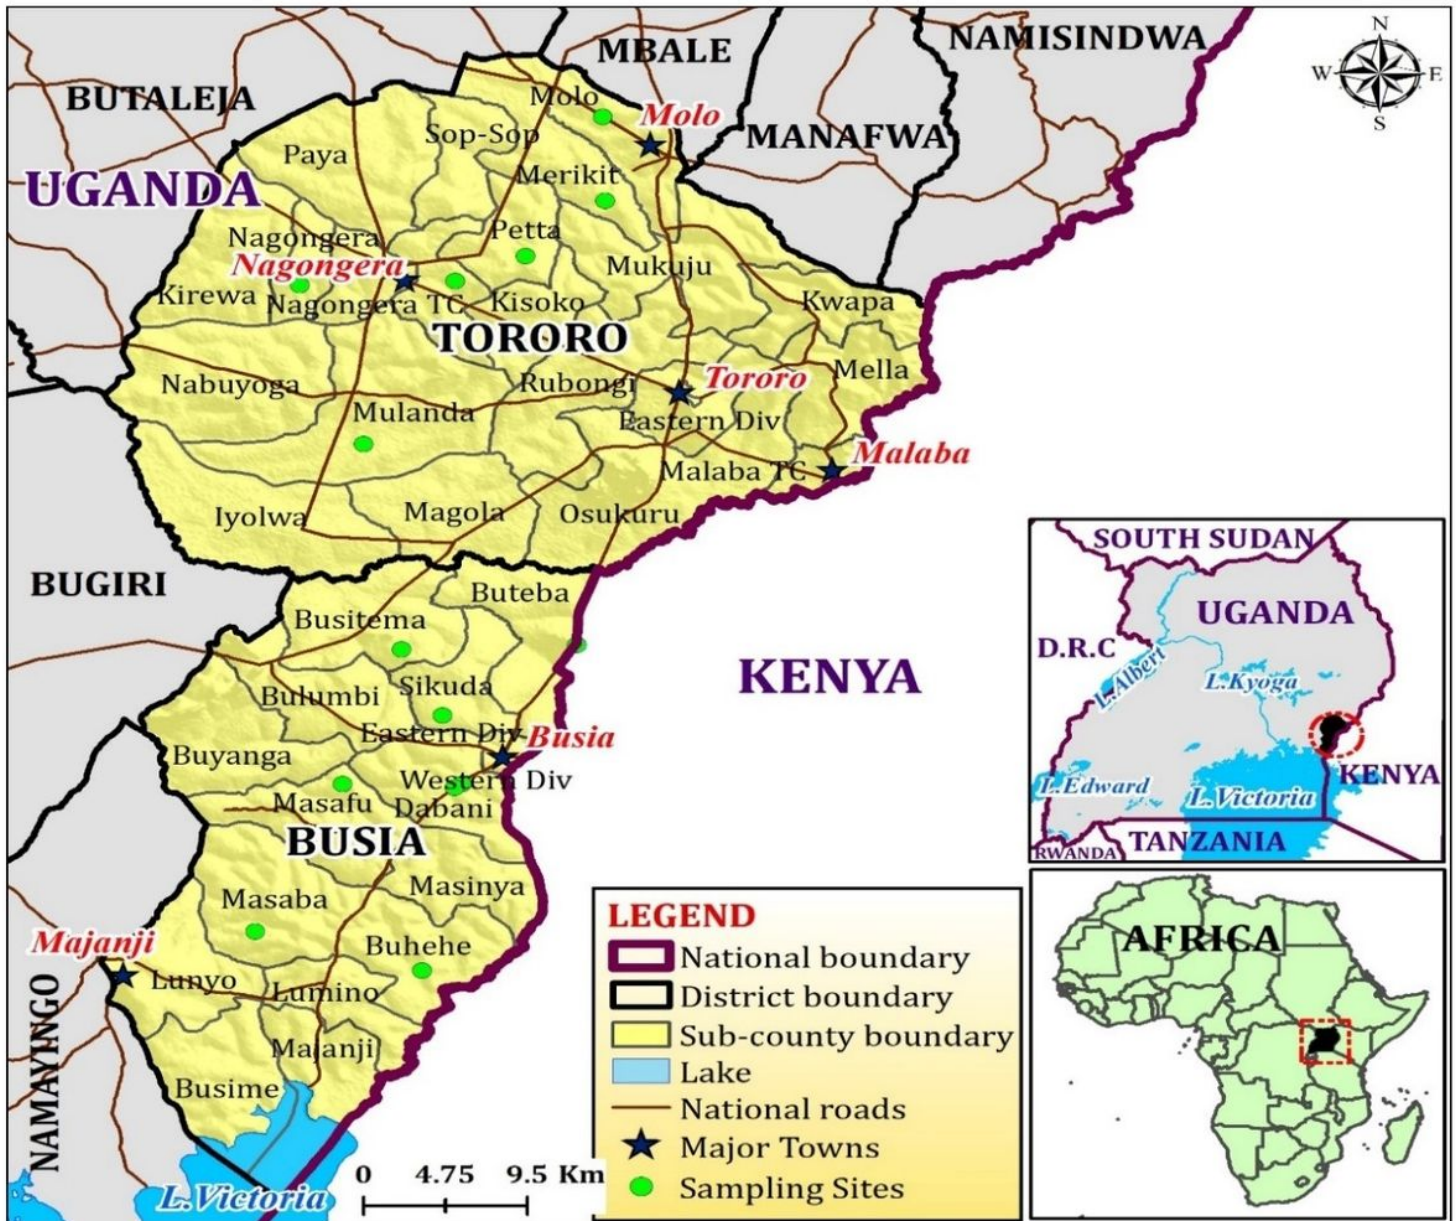 N
W E
S
NAMISINDWA
MBALE
BUTALEJA
MANAFWA
UGANDA
Molo
Molo
Sop-Sop
Paya
Merikit
Petta
Nagongera
Nagongera
Mukuju
Kirewa
Nagongera TC
Kisoko
Kwapa
TORORO
Mella
Nabuyoga
Rubongi
Tororo
Mulanda
Eastern Div
Malaba
Malaba TC
Iyolwa
Magola
Osukuru
BUGIRI
Buteba
Busitema
KENYA
Bulumbi
Sikuda
Eastern Div
Busia
Buyanga
Western Div
Masafu
Dabani
BUSIA
Masaba
Masinya
Majanji
Buhehe
Lunyo
Lumino
NAMAYINGO
Majanji
Busime
L.Victoria
0 4.75 9.5 Km
LEGEND
National boundary
District boundary
Sub-county boundary
Lake
National roads
Major Towns
Sampling Sites
SOUTH SUDAN
UGANDA
D.R.C
L.Albert
L.Kyoga
KENYA
L.Edward
L.Victoria
RWANDA
TANZANIA
AFRICA